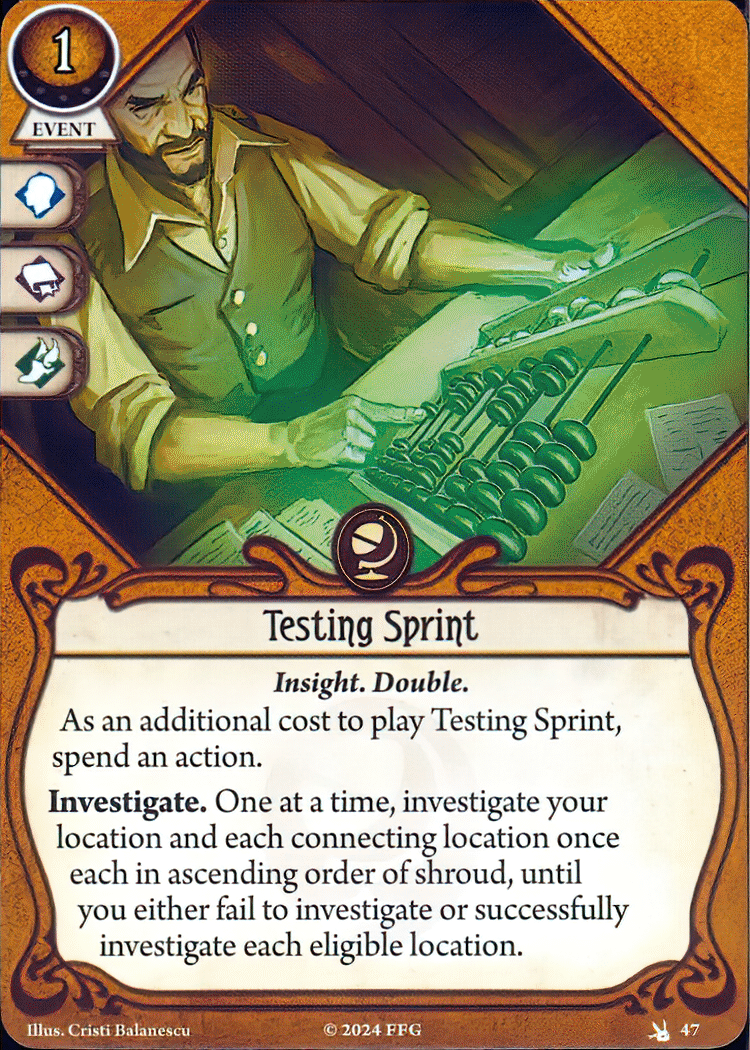 1
EVENT
Testing Sprint
Insight. Double.
As an additional cost to play Testing Sprint,
spend an action.
Investigate. One at a time, investigate your
location and each connecting location once
each in ascending order of shroud, until
you either fail to investigate or successfully
investigate each eligible location.
Illus. Cristi Balanescu
© 2024 FFG
47